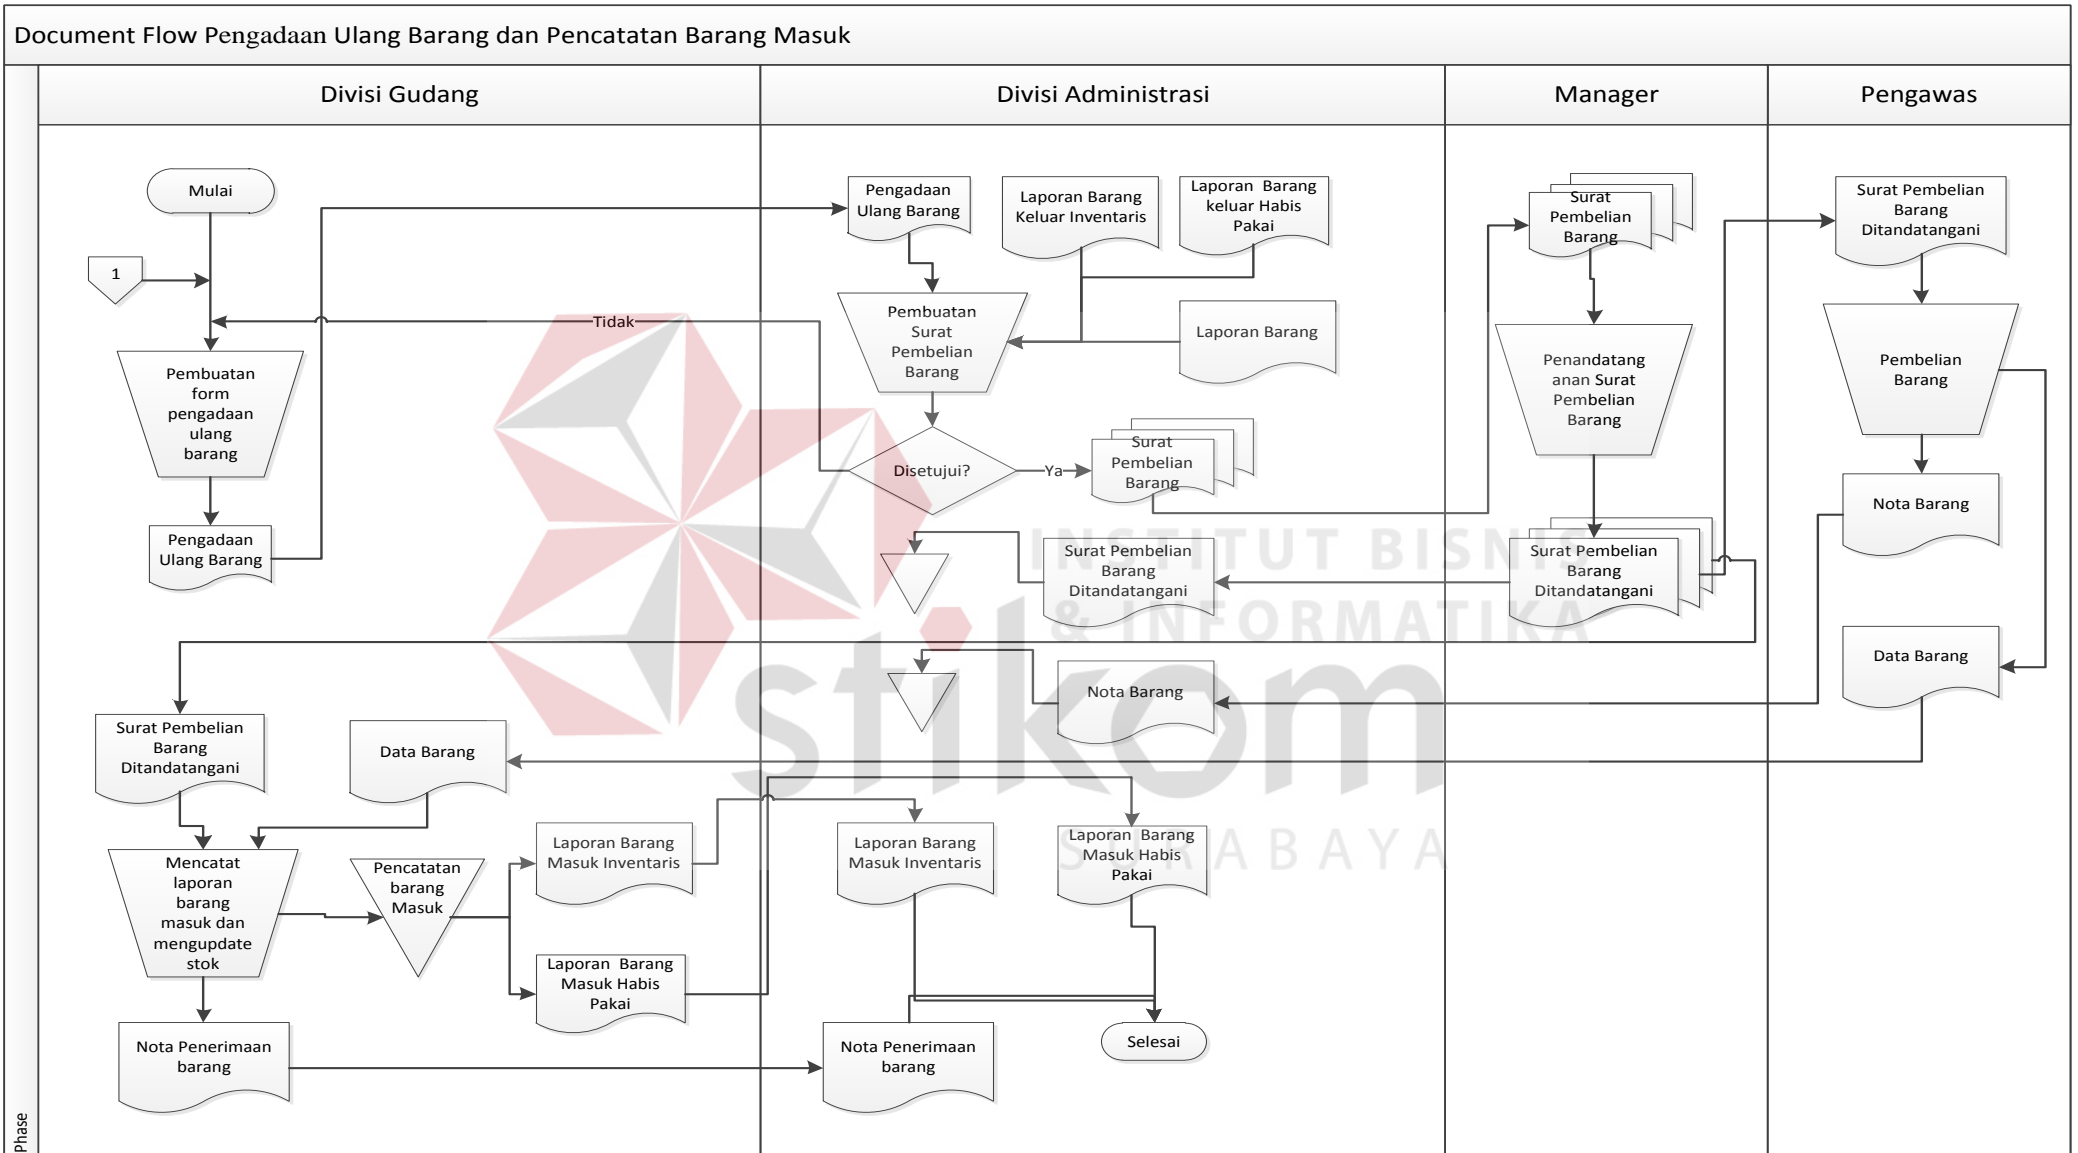 Document Flow Pengadaan Ulang Barang dan Pencatatan Barang Masuk
Divisi Gudang
Divisi Administrasi
Manager
Pengawas
Mulai
1
Pembuatan
form
pengadaan
ulang
barang
Pengadaan
Ulang Barang
Tidak
Pengadaan
Ulang Barang
Laporan Barang
Keluar Inventaris
Laporan  Barang
keluar Habis
Pakai
Pembuatan
Surat
Pembelian
Barang
Laporan Barang
Disetujui?
Ya
Surat
Pembelian
Barang
Surat
Pembelian
Barang
Penandatang
anan Surat
Pembelian
Barang
Surat Pembelian
Barang
Ditandatangani
Surat Pembelian
Barang
Ditandatangani
Pembelian
Barang
Nota Barang
Data Barang
Surat Pembelian
Barang
Ditandatangani
Nota Barang
Surat Pembelian
Barang
Ditandatangani
Data Barang
Mencatat
laporan
barang
masuk dan
mengupdate
stok
Pencatatan
barang
Masuk
Laporan Barang
Masuk Inventaris
Laporan  Barang
Masuk Habis
Pakai
Nota Penerimaan
barang
Laporan Barang
Masuk Inventaris
Laporan  Barang
Masuk Habis
Pakai
Nota Penerimaan
barang
Selesai
Phase
INSTITUT BISNIS
& INFORMATIKA
stikom
SURABAYA